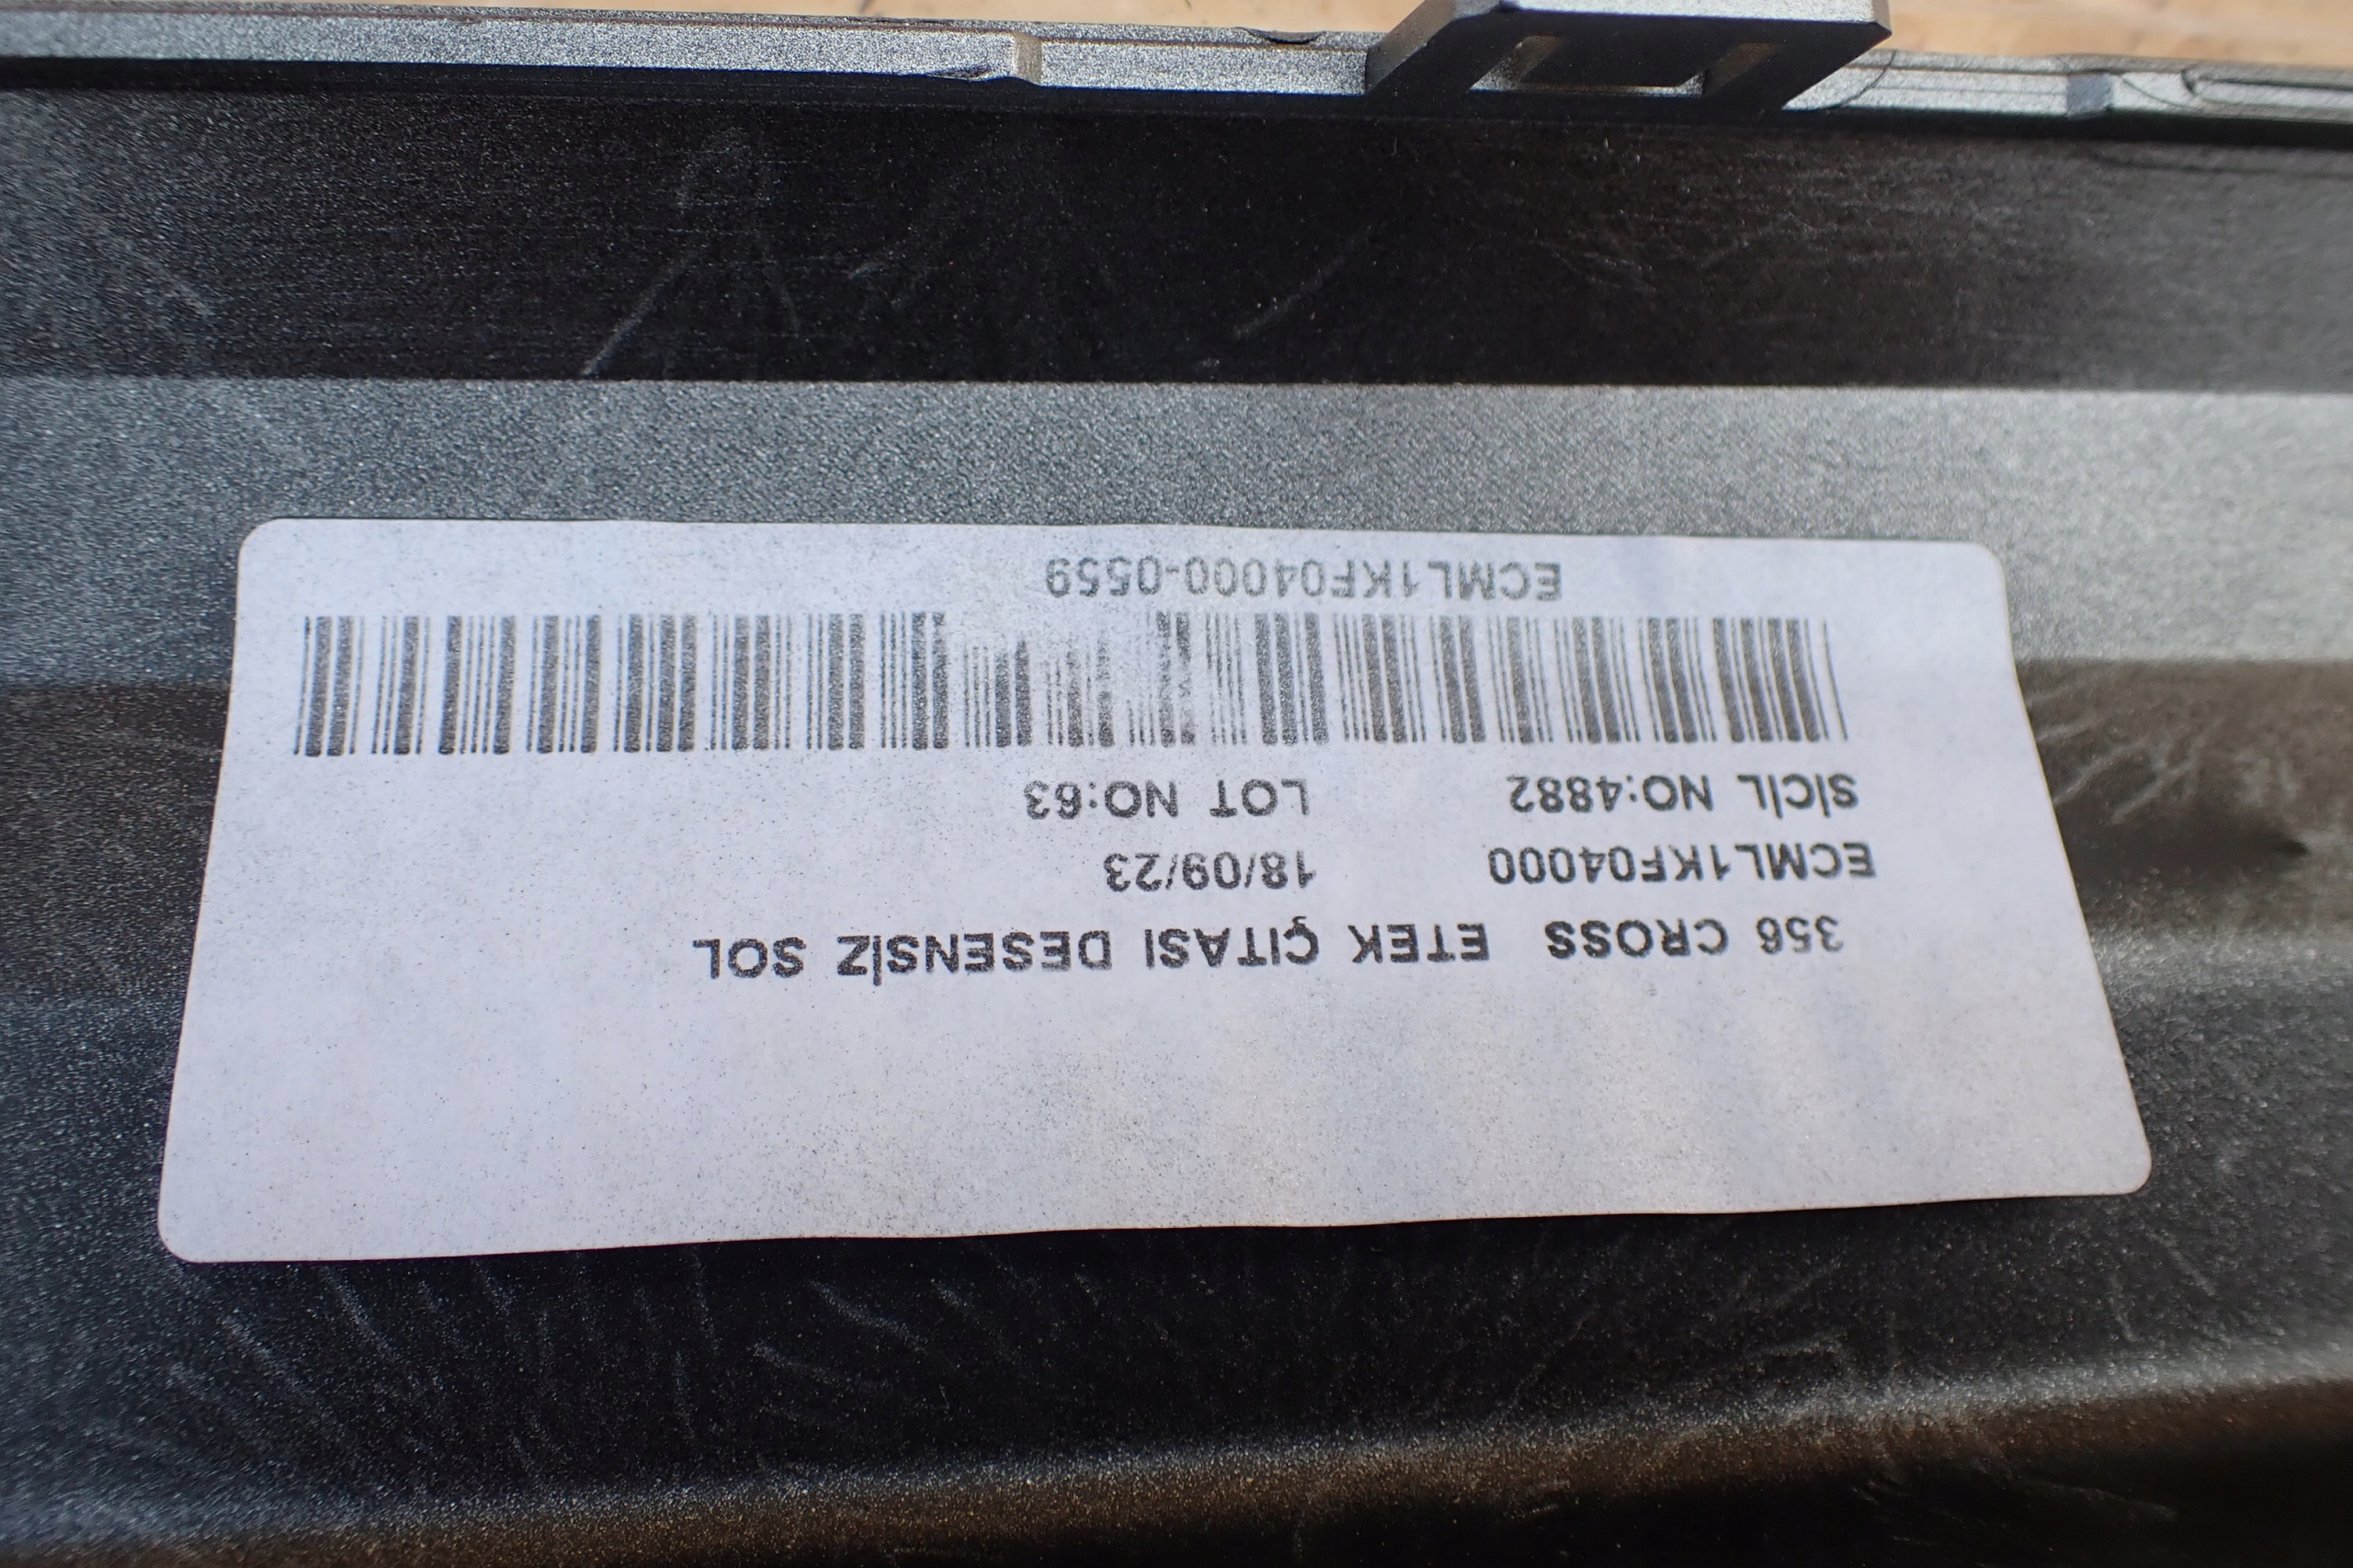 356 CROSS ETEK ÇITASI DESENSİZ SOL
ECML1KF04000 18/09/23
SİCİL NO:4882 LOT NO:63
ECML1KF04000-0559